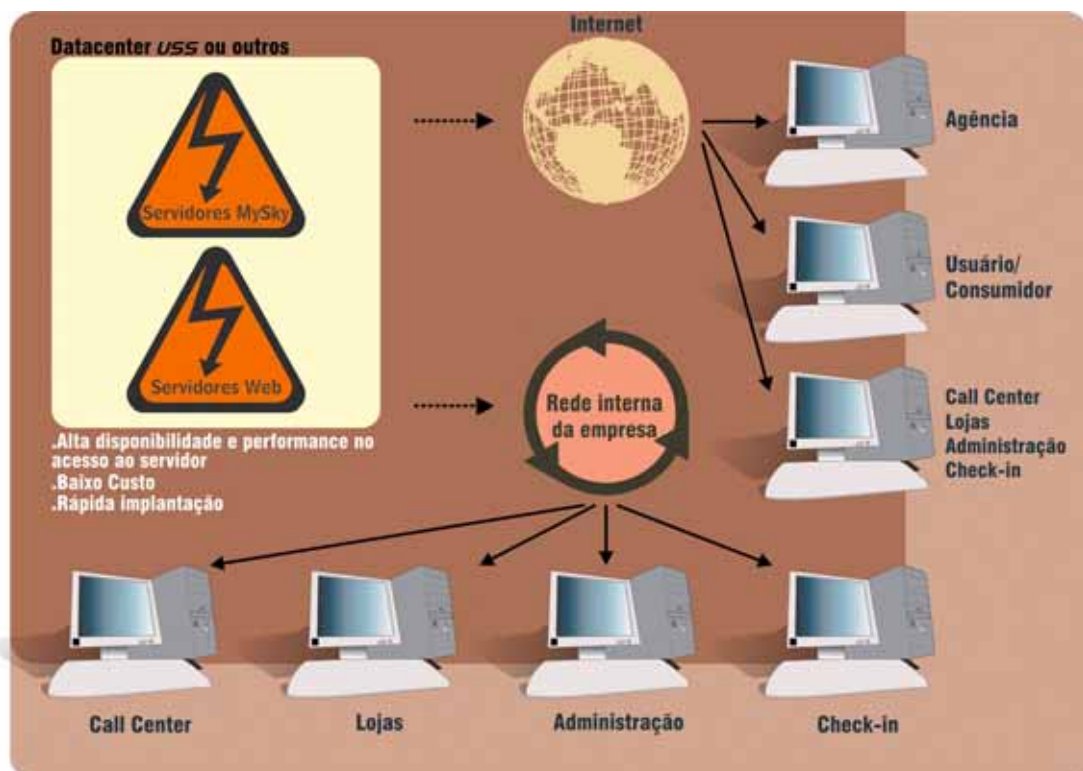 Internet
Datacenter USS ou outros
Servidores MySky
Servidores Web
.Alta disponibilidade e performance no
acesso ao servidor
.Baixo Custo
.Rápida implantação
Rede interna
da empresa
Agência
Usuário/
Consumidor
Call Center
Lojas
Administração
Check-in
Call Center
Lojas
Administração
Check-in